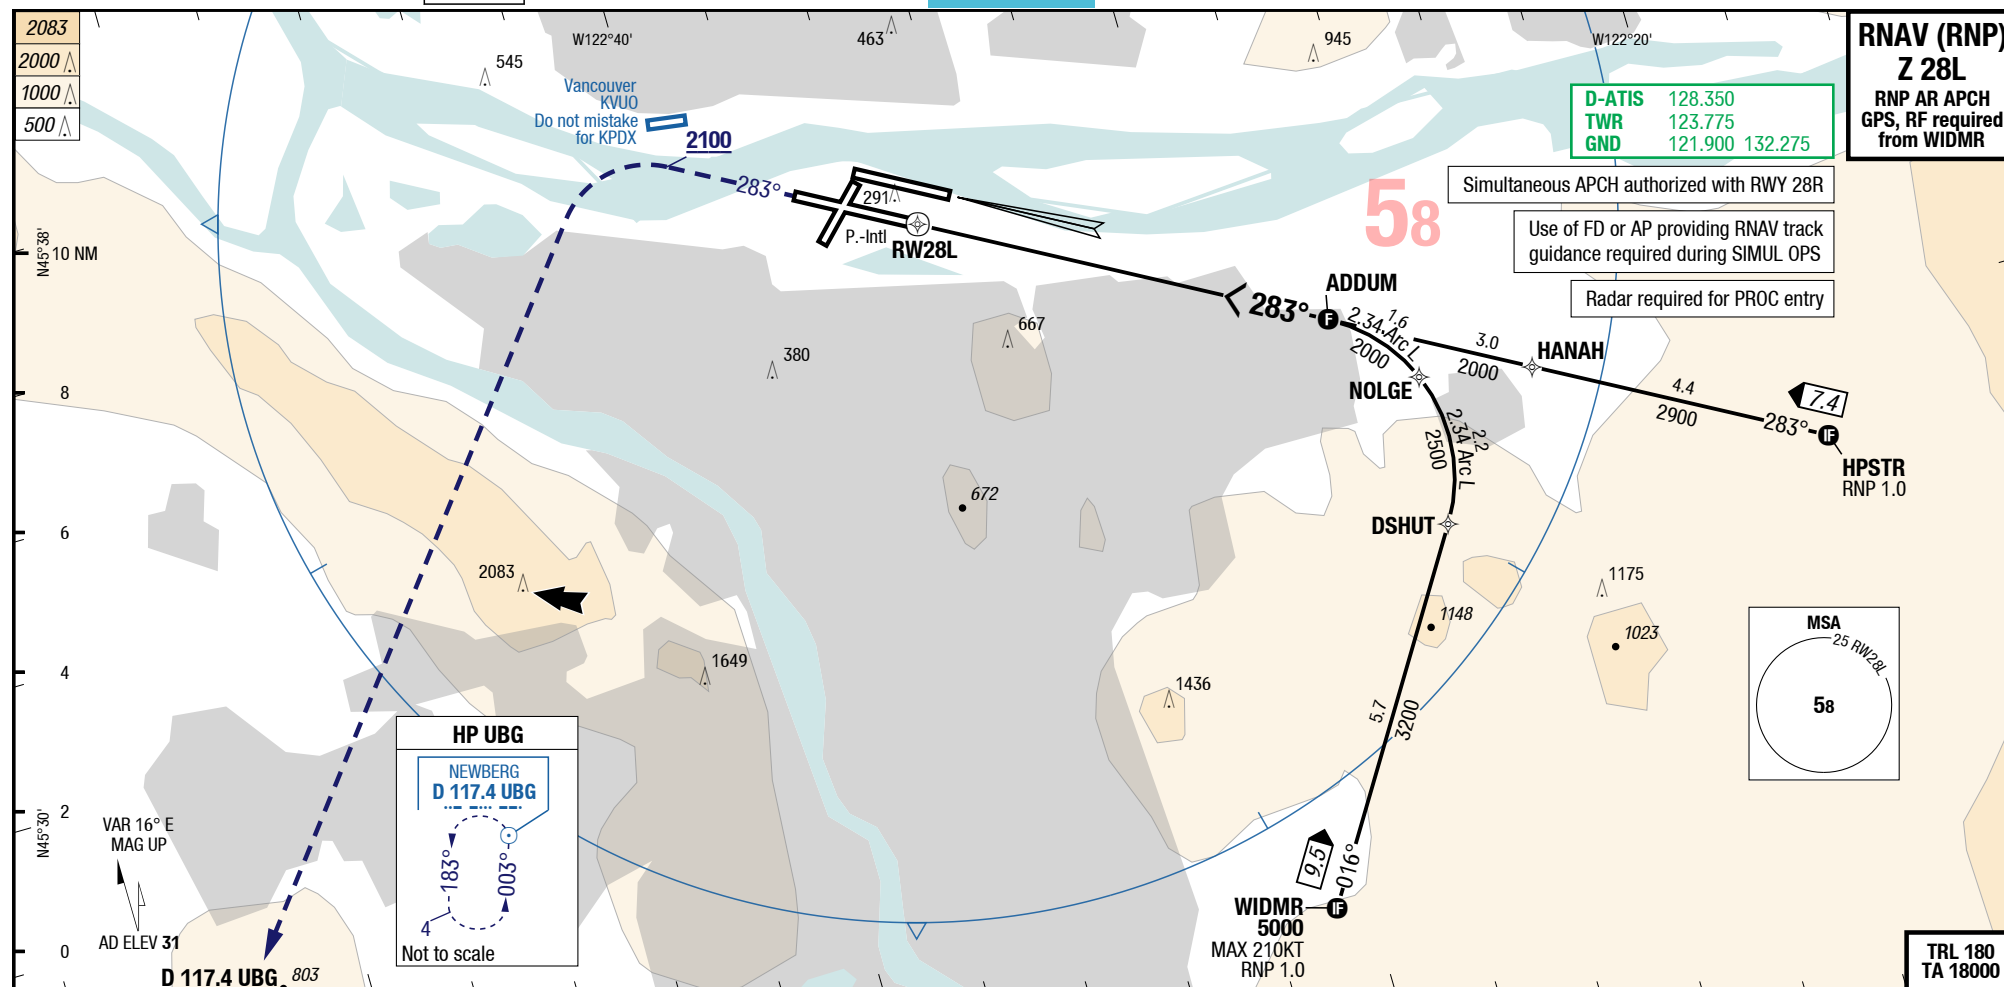 2083
2000
1000
500
W122°40'
463
945
W122°20'
545
Vancouver
KVUO
Do not mistake
for KPDX
2100
283°
291
P.-Intl
RW28L
RNAV (RNP)
Z 28L
RNP AR APCH
GPS, RF required
from WIDMR
D-ATIS 128.350
TWR 123.775
GND 121.900 132.275
58
Simultaneous APCH authorized with RWY 28R
Use of FD or AP providing RNAV track
guidance required during SIMUL OPS
Radar required for PROC entry
N45°38'
10 NM
8
6
4
2
0
N45°30'
ADDUM
283°
F
1.6
2.34 Arc L
2000
3.0
2000
HANAH
NOLGE
4.4
2900
7.4
283°
IF
HPSTR
RNP 1.0
2.2
2.34 Arc L
2500
DSHUT
667
380
672
2083
1649
1436
1148
1175
1023
5.7
3200
MSA
25 RW28L
58
HP UBG
NEWBERG
D 117.4 UBG
183°
003°
4
Not to scale
VAR 16° E
MAG UP
AD ELEV 31
D 117.4 UBG
803
9.5
016°
IF
WIDMR
5000
MAX 210KT
RNP 1.0
TRL 180
TA 18000